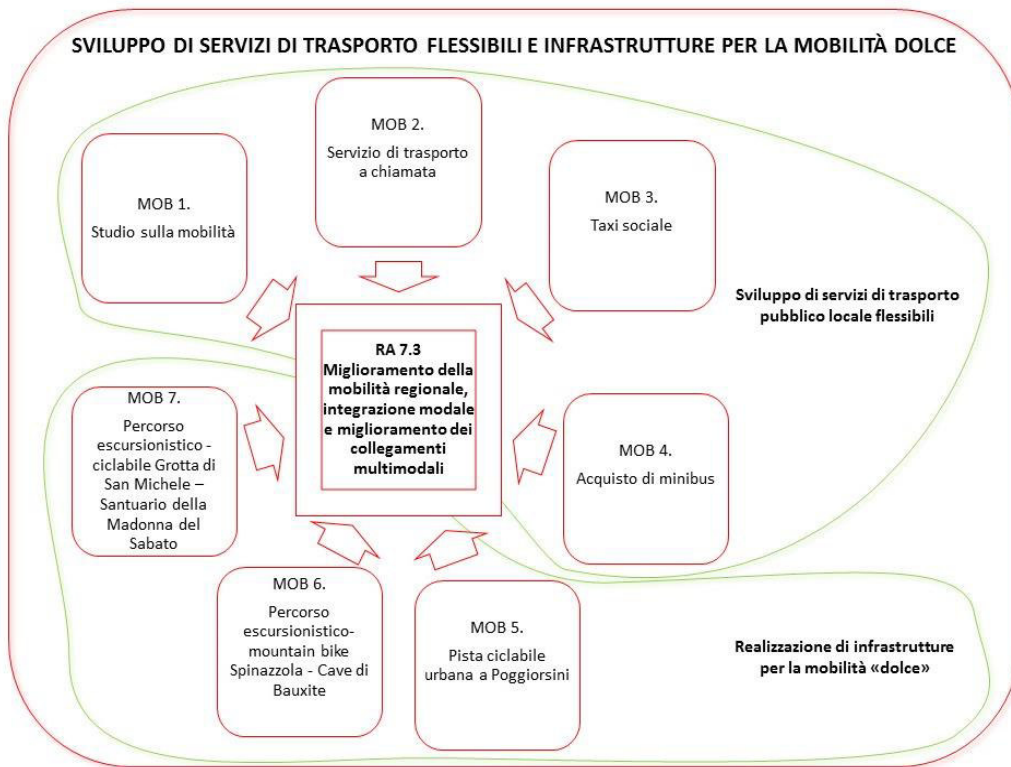 SVILUPPO DI SERVIZI DI TRASPORTO FLESSIBILI E INFRASTRUTTURE PER LA MOBILITÀ DOLCE
MOB 1.
Studio sulla mobilità
MOB 2.
Servizio di trasporto
a chiamata
MOB 3.
Taxi sociale
Sviluppo di servizi di trasporto
pubblico locale flessibili
RA 7.3
Miglioramento della
mobilità regionale,
integrazione modale
e miglioramento dei
collegamenti
multimodali
MOB 4.
Acquisto di minibus
MOB 7.
Percorso
escursionistico -
ciclabile Grotta di
San Michele –
Santuario della
Madonna del
Sabato
MOB 6.
Percorso
escursionistico-
mountain bike
Spinazzola - Cave di
Bauxite
MOB 5.
Pista ciclabile
urbana a Poggiorsini
Realizzazione di infrastrutture
per la mobilità «dolce»